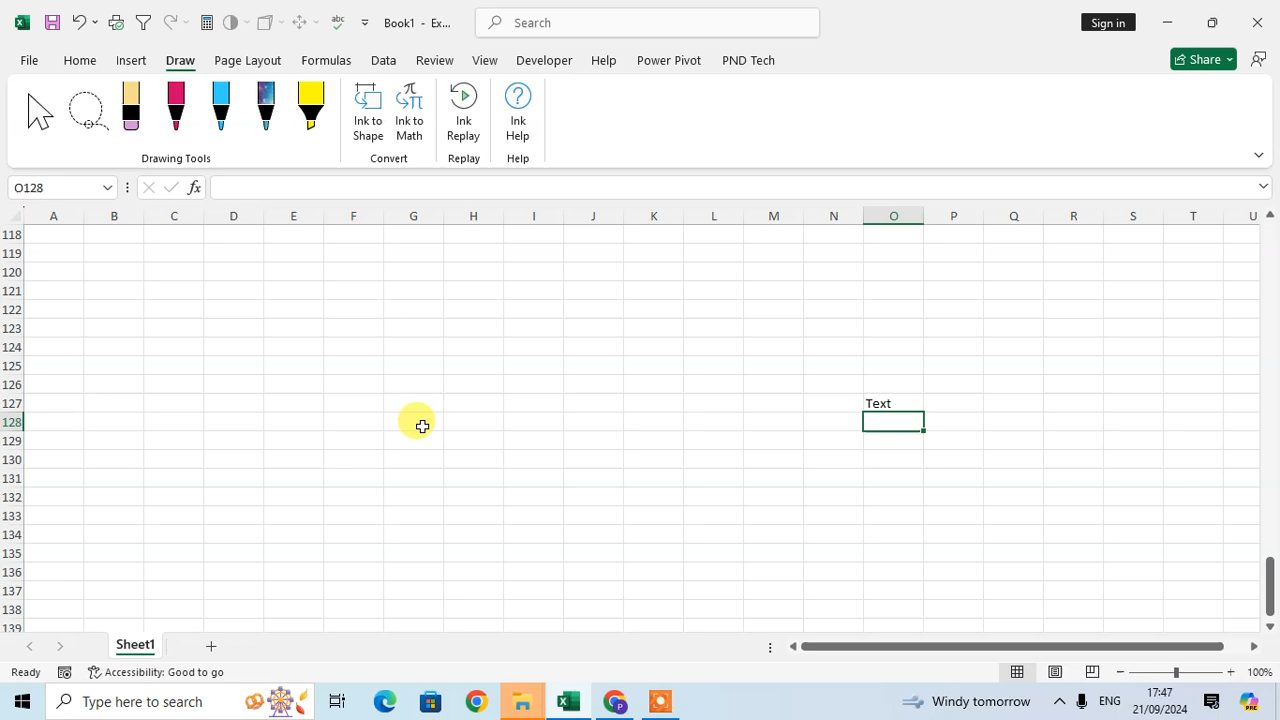 Book1 - Ex...
Search
Sign in
File Home Insert Draw Page Layout Formulas Data Review View Developer Help Power Pivot PND Tech
Share
Ink to Shape
Ink to Math
Ink Replay
Ink Help
Drawing Tools Convert Replay Help
O128
fx
A B C D E F G H I J K L M N O P Q R S T U
118
119
120
121
122
123
124
125
126
127 Text
128
129
130
131
132
133
134
135
136
137
138
139
Sheet1
Ready Accessibility: Good to go 100%
Type here to search Windy tomorrow ENG 17:47
21/09/2024